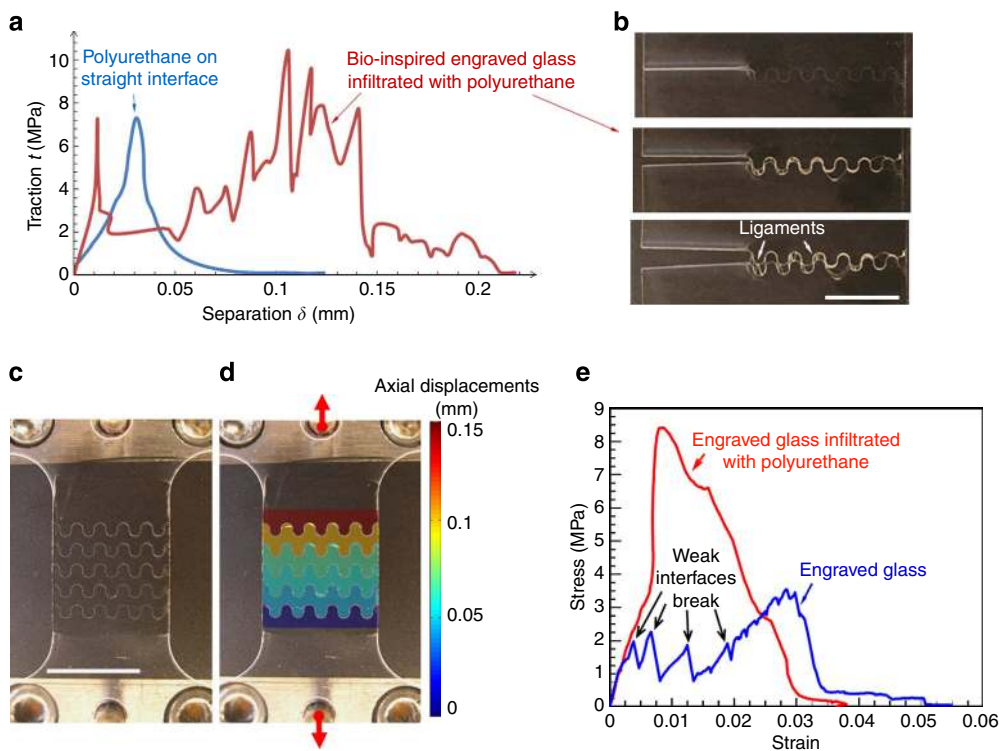 a
Polyurethane on
straight interface
Bio-inspired engraved glass
infiltrated with polyurethane
10
8
6
4
2
0
Traction t (MPa)
0
0.05
0.1
0.15
0.2
Separation δ (mm)
b
Ligaments
c
d
Axial displacements
(mm)
0.15
0.1
0.05
0
e
9
8
7
6
5
4
3
2
1
0
Stress (MPa)
Engraved glass infiltrated
with polyurethane
Weak
interfaces
break
Engraved glass
0
0.01
0.02
0.03
0.04
0.05
0.06
Strain